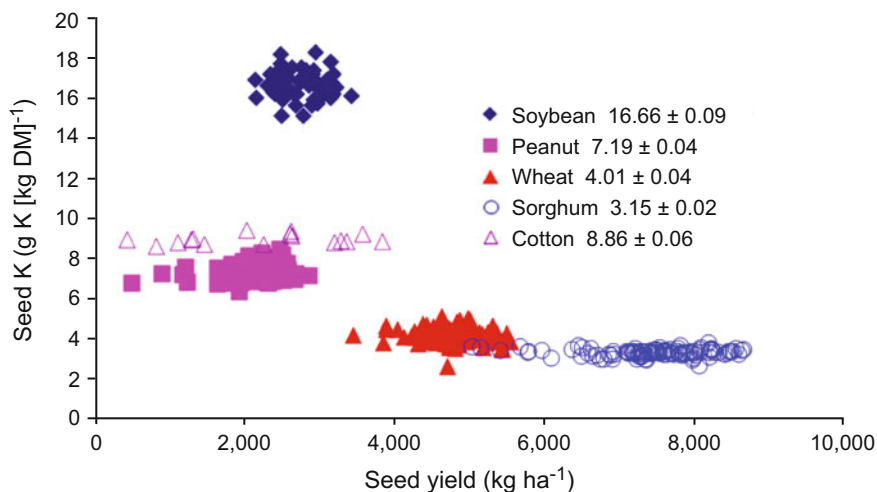 20
18
16
14
12
10
8
6
4
2
0
Seed K (g K [kg DM]⁻¹)
Soybean 16.66 ± 0.09
Peanut 7.19 ± 0.04
Wheat 4.01 ± 0.04
Sorghum 3.15 ± 0.02
Cotton 8.86 ± 0.06
0 2,000 4,000 6,000 8,000 10,000
Seed yield (kg ha⁻¹)